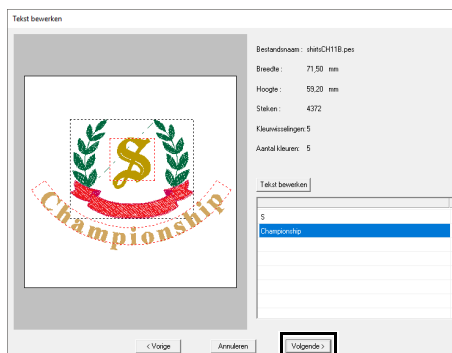 Tekst bewerken
Bestandsnaam : shirtsCH11B.pes
Breedte : 71,50 mm
Hoogte : 59,20 mm
Steken : 4372
Kleurwisselingen: 5
Aantal kleuren: 5
S
Championship
Tekst bewerken
S
Championship
< Vorige Annuleren Volgende >